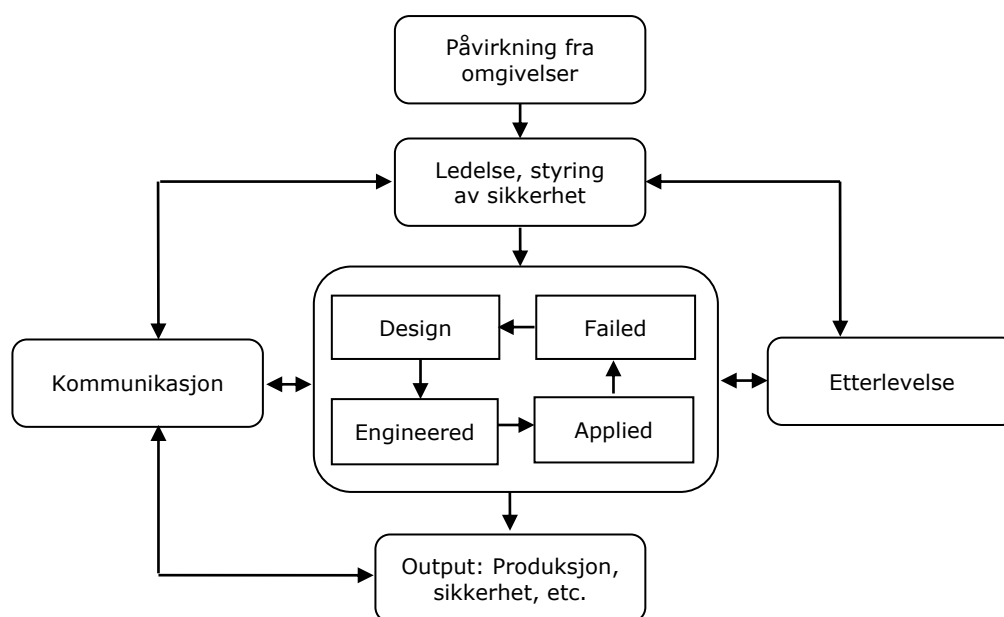 Påvirkning fra
omgivelser
Ledelse, styring
av sikkerhet
Design
Failed
Kommunikasjon
Etterlevelse
Engineered
Applied
Output: Produksjon,
sikkerhet, etc.